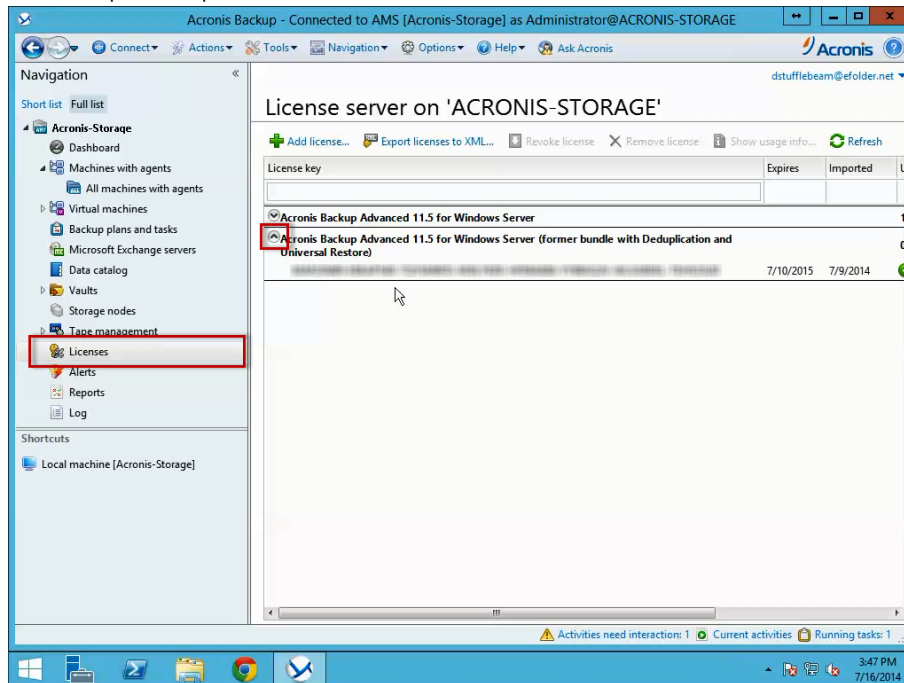 Acronis Backup - Connected to AMS [Acronis-Storage] as Administrator@ACRONIS-STORAGE
Connect Actions Tools Navigation Options Help Ask Acronis
Acronis
Navigation
dstufflebeam@efolder.net
Short list Full list
License server on 'ACRONIS-STORAGE'
Acronis-Storage
Dashboard
Machines with agents
All machines with agents
Virtual machines
Backup plans and tasks
Microsoft Exchange servers
Data catalog
Vaults
Storage nodes
Tape management
Licenses
Alerts
Reports
Log
Shortcuts
Local machine [Acronis-Storage]
Add license... Export licenses to XML... Revoke license Remove license Show usage info... Refresh
License key Expires Imported
Acronis Backup Advanced 11.5 for Windows Server
Acronis Backup Advanced 11.5 for Windows Server (former bundle with Deduplication and
Universal Restore)
7/10/2015 7/9/2014
Activities need interaction: 1 Current activities Running tasks: 1
3:47 PM
7/16/2014